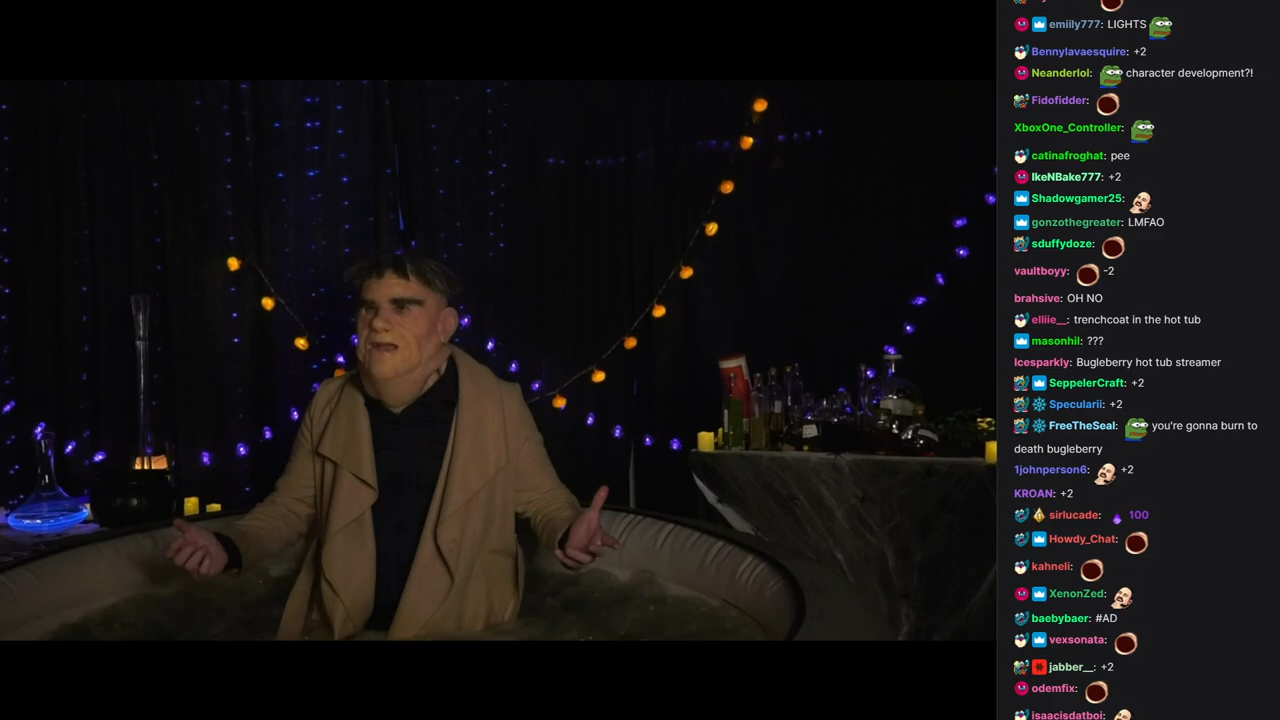 emiily777: LIGHTS
Bennylavaesquire: +2
Neanderlol: character development?!
Fidofidder:
XboxOne_Controller:
catinafroghat: pee
IkeNBake777: +2
Shadowgamer25:
gonzothegreater: LMFAO
sduffydoze:
vaultboyy: -2
brahsive: OH NO
elliie__: trenchcoat in the hot tub
masonhil: ???
Icesparkly: Bugleberry hot tub streamer
SeppelerCraft: +2
Specularii: +2
FreeTheSeal: you're gonna burn to
death bugleberry
1johnperson6: +2
KROAN: +2
sirlucade: 100
Howdy_Chat:
kahneli:
XenonZed:
baebybaer: #AD
vexsonata:
jabber__: +2
odemfix:
isaacisdatboi: